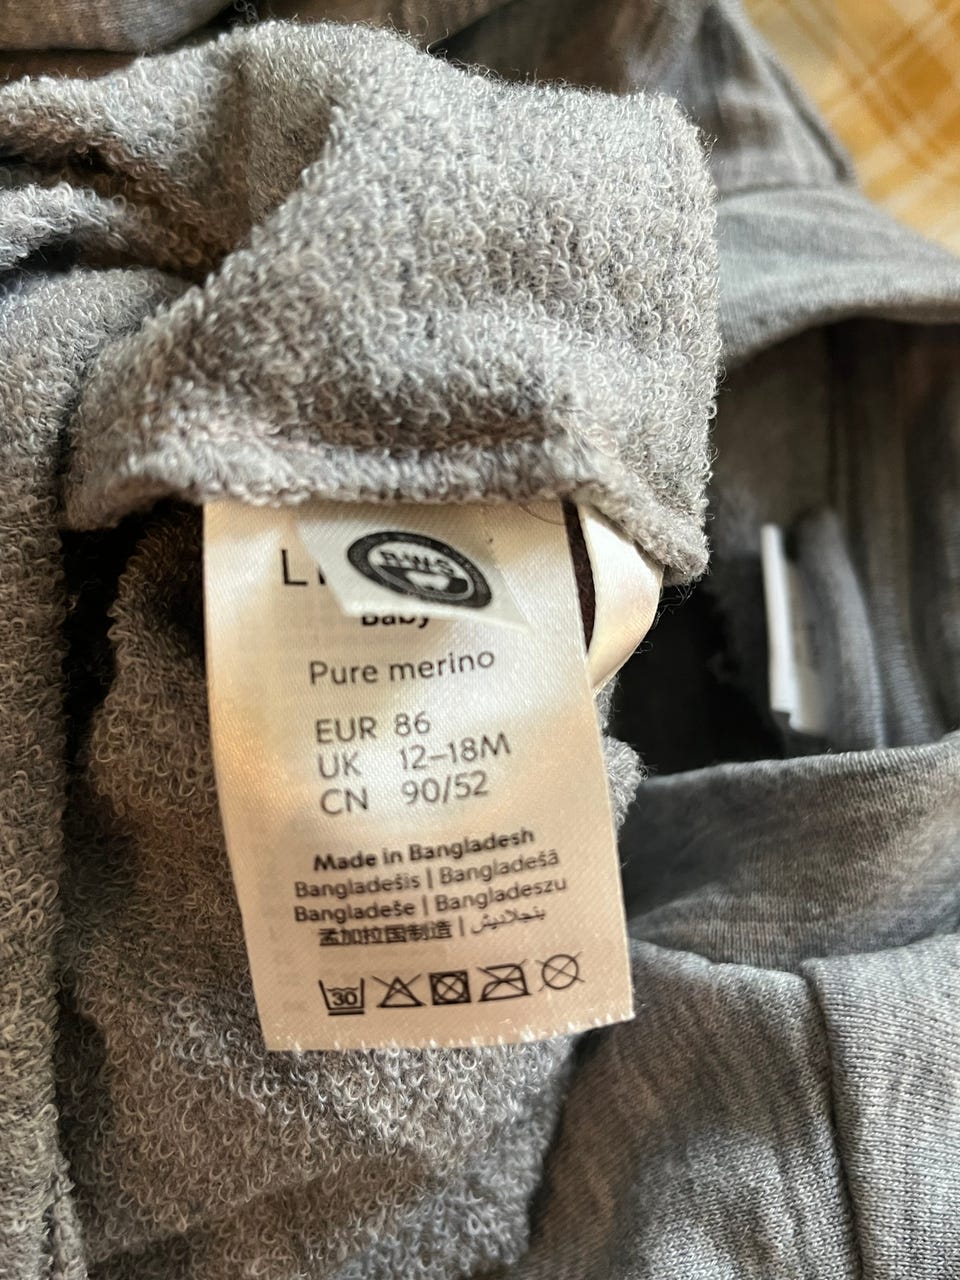 RWS
Baby
Pure merino
EUR 86
UK 12–18M
CN 90/52
Made in Bangladesh
Bangladešis | Bangladešā
Bangladeše | Bangladeszu
孟加拉国制造 | بنجلاديش
30